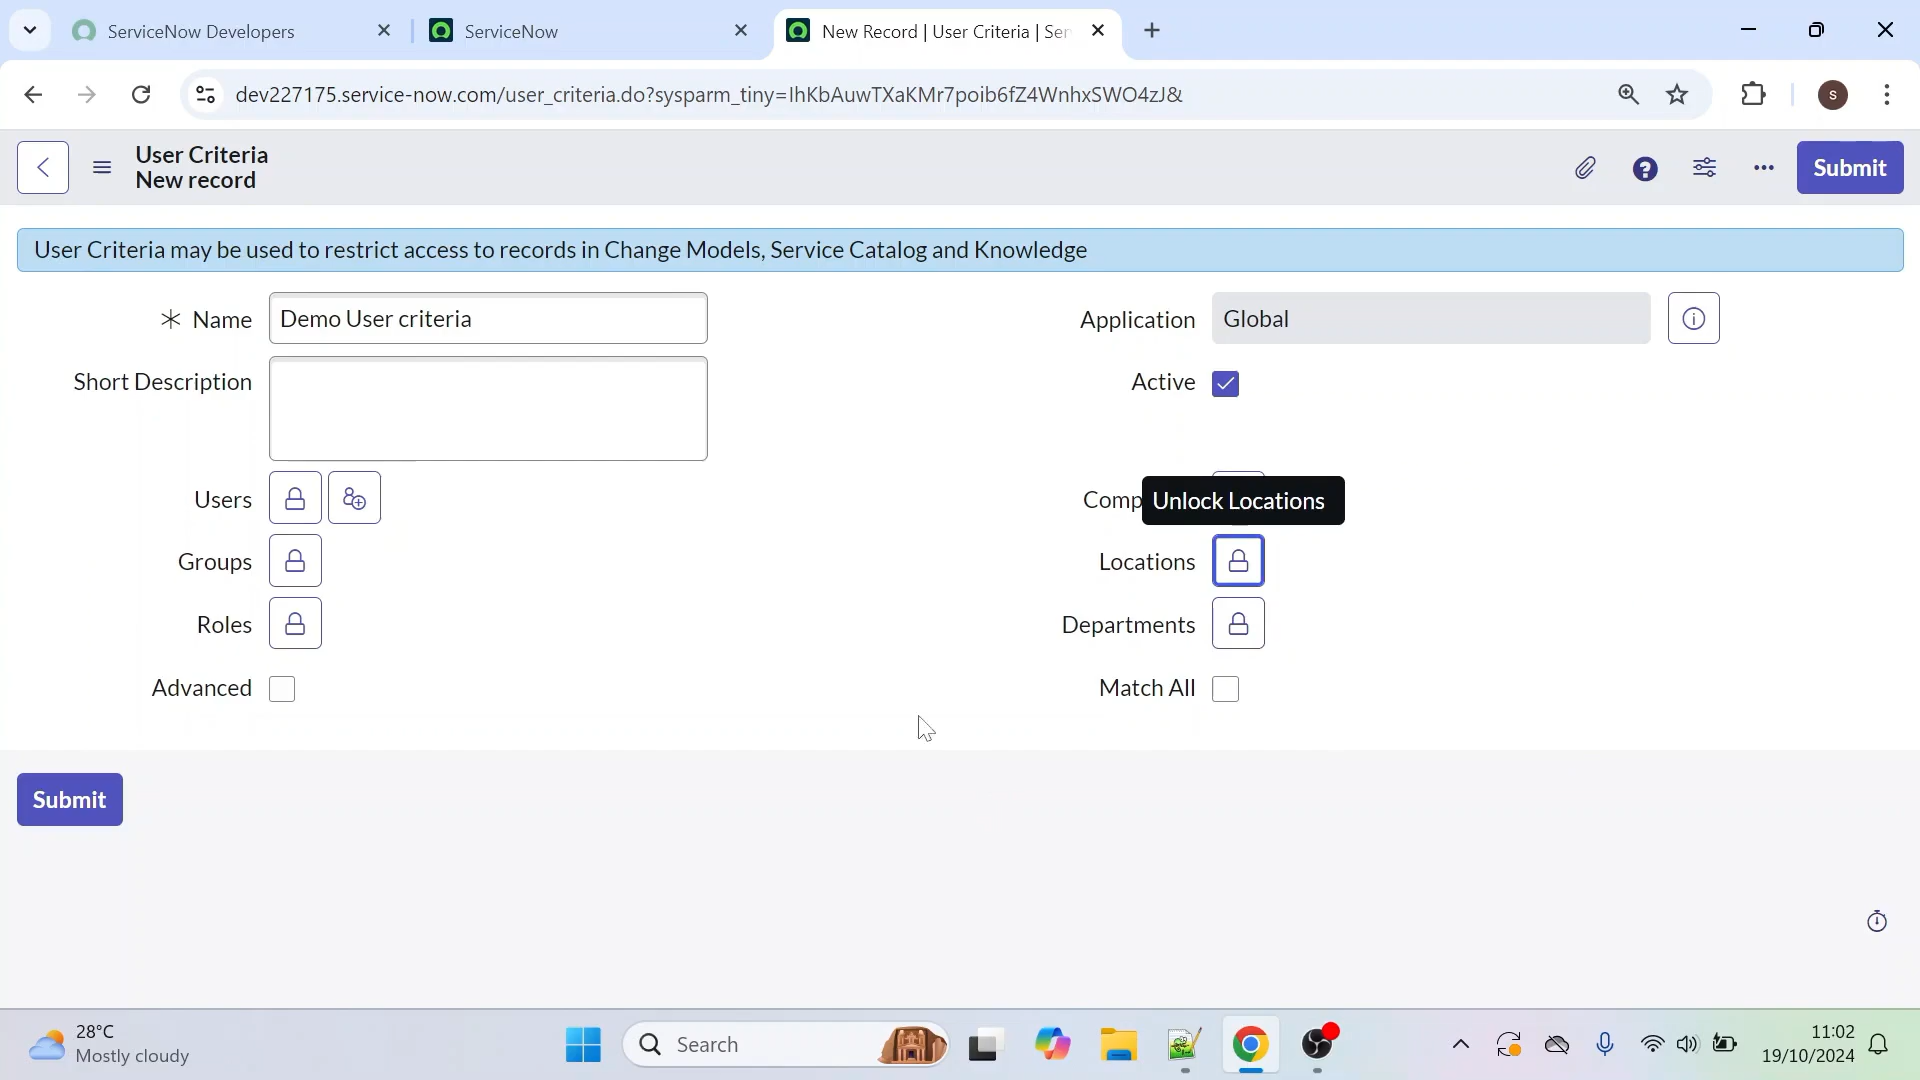 ServiceNow Developers
ServiceNow
New Record | User Criteria | Ser
dev227175.service-now.com/user_criteria.do?sysparm_tiny=IhKbAuwTXaKMr7poib6fZ4WnhxSWO4zJ&
S
User Criteria
New record
Submit
User Criteria may be used to restrict access to records in Change Models, Service Catalog and Knowledge
Name
Demo User criteria
Application
Global
Short Description
Active
Users
Comp
Unlock Locations
Groups
Locations
Roles
Departments
Advanced
Match All
Submit
28°C
Mostly cloudy
Search
11:02
19/10/2024